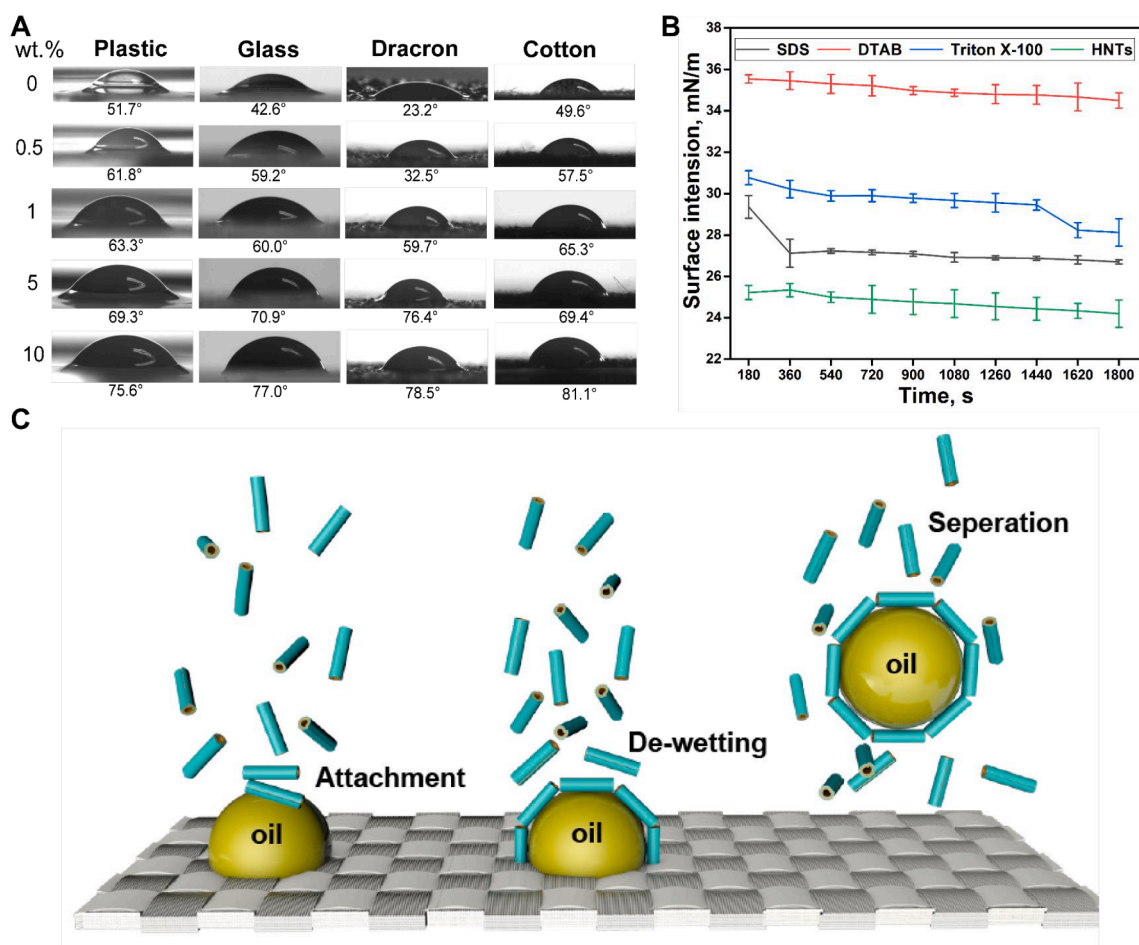 A
wt.% Plastic Glass Dracron Cotton
0
51.7° 42.6° 23.2° 49.6°
0.5
61.8° 59.2° 32.5° 57.5°
1
63.3° 60.0° 59.7° 65.3°
5
69.3° 70.9° 76.4° 69.4°
10
75.6° 77.0° 78.5° 81.1°
B
SDS DTAB Triton X-100 HNTs
Surface intension, mN/m
36
34
32
30
28
26
24
22
180 360 540 720 900 1080 1260 1440 1620 1800
Time, s
C
Seperation
oil
De-wetting
Attachment
oil
oil